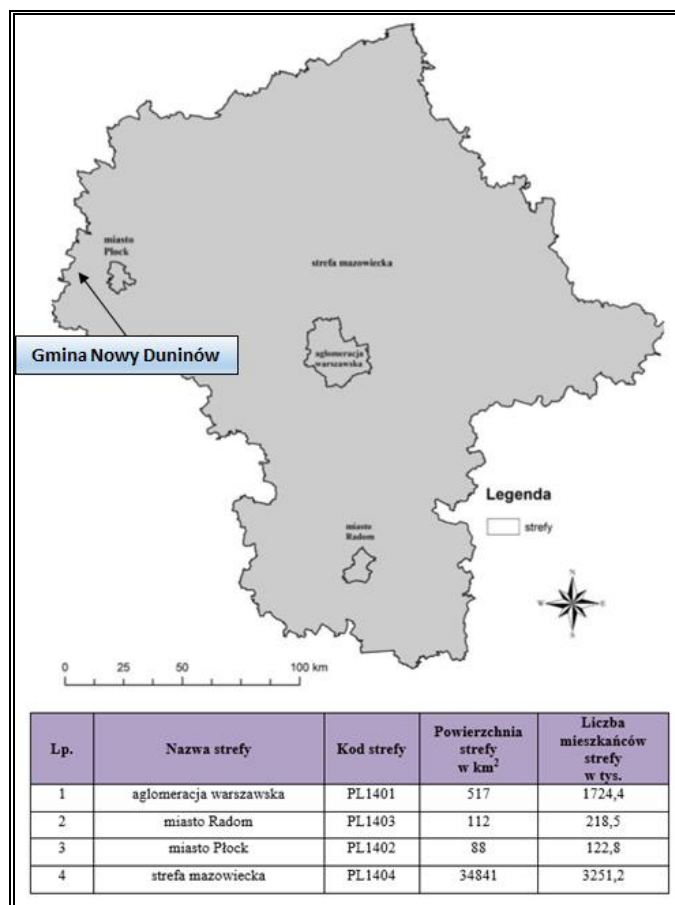 miasto
Płock
strefa mazowiecka
Gmina Nowy Duninów
aglomeracja
warszawska
Legenda
strefy
miasto
Radom
N
W E
S
0 25 50 100 km
Lp. Nazwa strefy Kod strefy Powierzchnia strefy w km² Liczba mieszkańców strefy w tys.
1 aglomeracja warszawska PL1401 517 1724,4
2 miasto Radom PL1403 112 218,5
3 miasto Płock PL1402 88 122,8
4 strefa mazowiecka PL1404 34841 3251,2